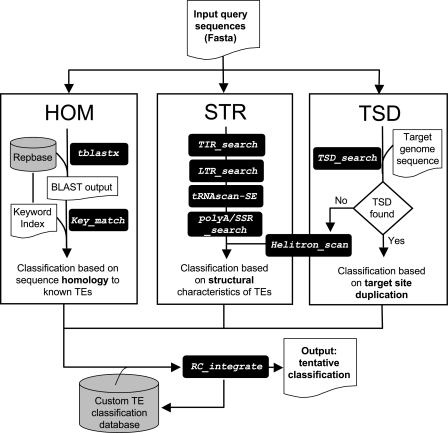 Input query
sequences
(Fasta)
HOM
Repbase
tblastx
BLAST output
Keyword
Index
Key_match
Classification based on
sequence homology to
known TEs
STR
TIR_search
LTR_search
tRNAscan-SE
polyA/SSR
_search
Classification based
on structural
characteristics of TEs
TSD
Target
genome
sequence
TSD_search
No
TSD
found
Helitron_scan
Yes
Classification based
on target site
duplication
RC_integrate
Output:
tentative
classification
Custom TE
classification
database